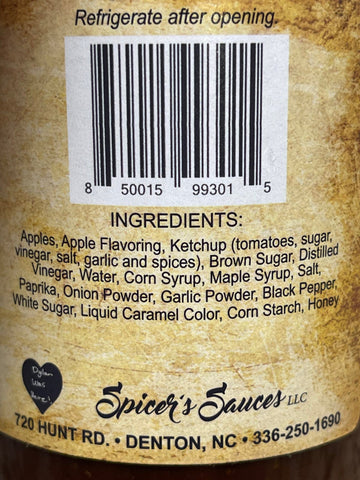 Refrigerate after opening.
8 50015 99301 5
INGREDIENTS:
Apples, Apple Flavoring, Ketchup (tomatoes, sugar,
vinegar, salt, garlic and spices), Brown Sugar, Distilled
Vinegar, Water, Corn Syrup, Maple Syrup, Salt,
Paprika, Onion Powder, Garlic Powder, Black Pepper,
White Sugar, Liquid Caramel Color, Corn Starch, Honey
Dylan
Was
Here!
Spicer's Sauces LLC
720 HUNT RD. • DENTON, NC • 336-250-1690